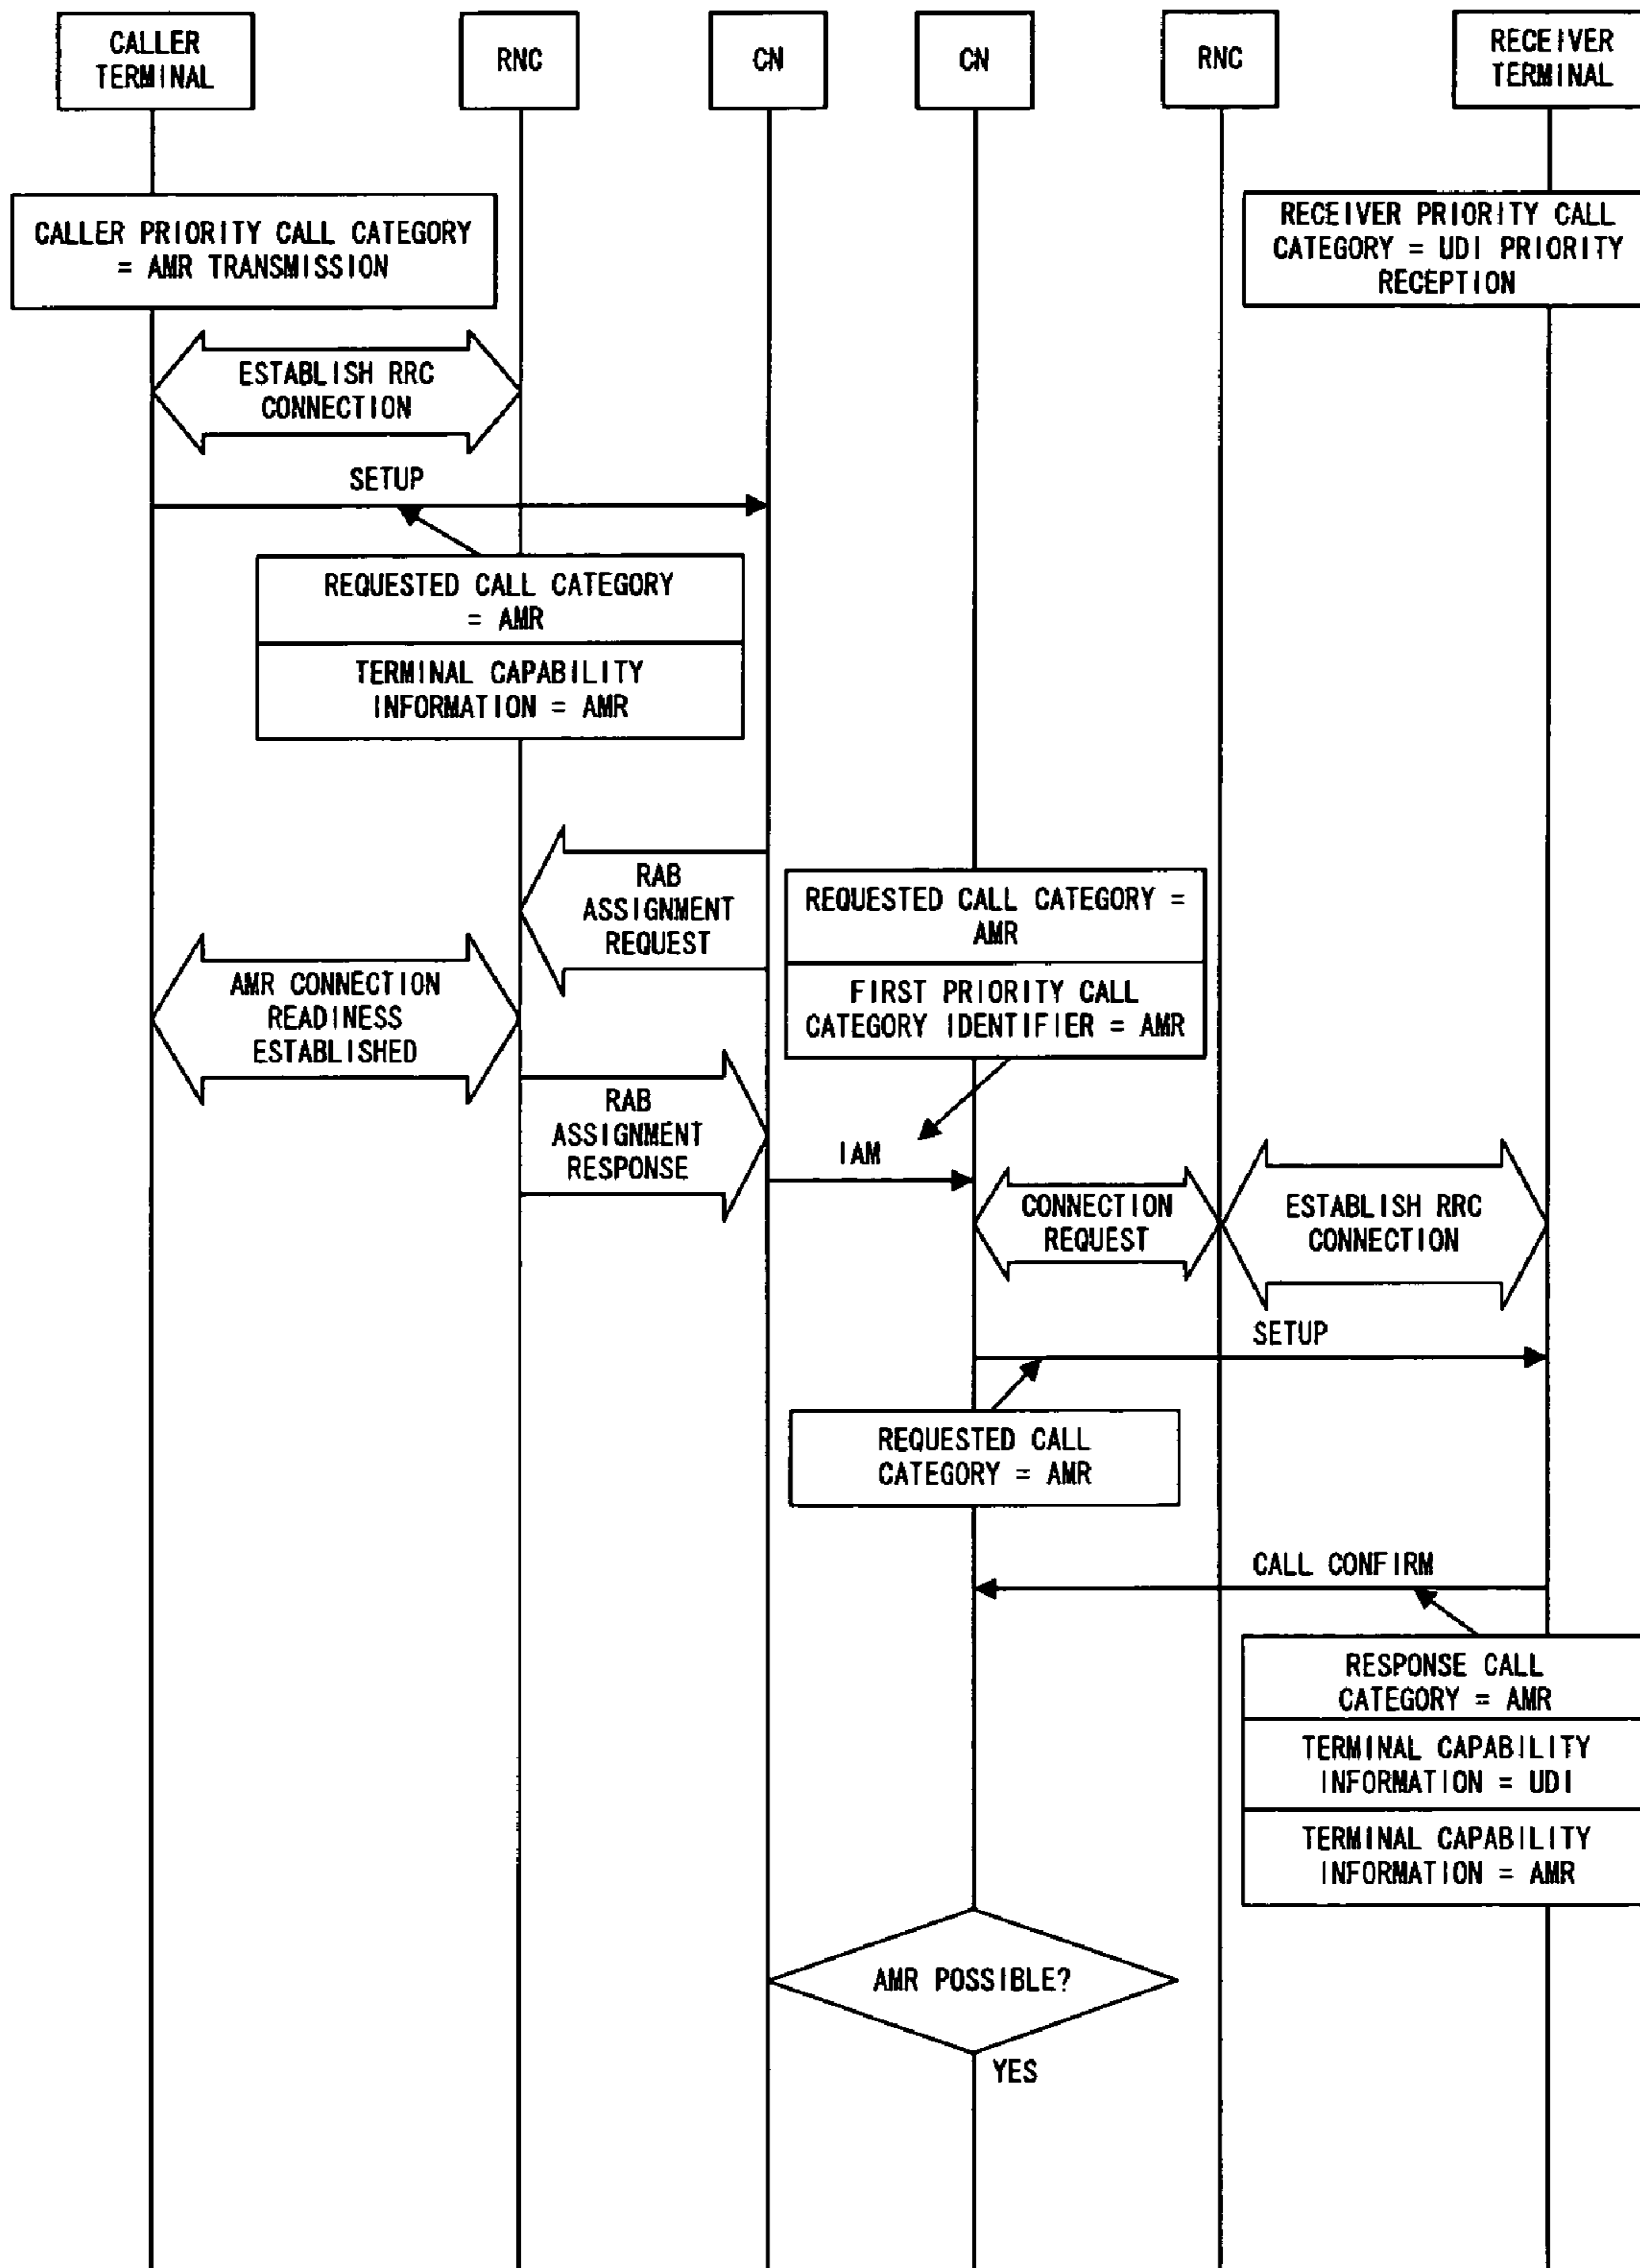 CALLER
TERMINAL
RNC
CN
CN
RNC
RECEIVER
TERMINAL
CALLER PRIORITY CALL CATEGORY
= AMR TRANSMISSION
RECEIVER PRIORITY CALL
CATEGORY = UDI PRIORITY
RECEPTION
ESTABLISH RRC
CONNECTION
SETUP
REQUESTED CALL CATEGORY
= AMR
TERMINAL CAPABILITY
INFORMATION = AMR
RAB
ASSIGNMENT
REQUEST
REQUESTED CALL CATEGORY =
AMR
FIRST PRIORITY CALL
CATEGORY IDENTIFIER = AMR
AMR CONNECTION
READINESS
ESTABLISHED
RAB
ASSIGNMENT
RESPONSE
IAM
CONNECTION
REQUEST
ESTABLISH RRC
CONNECTION
SETUP
REQUESTED CALL
CATEGORY = AMR
CALL CONFIRM
RESPONSE CALL
CATEGORY = AMR
TERMINAL CAPABILITY
INFORMATION = UDI
TERMINAL CAPABILITY
INFORMATION = AMR
AMR POSSIBLE?
YES